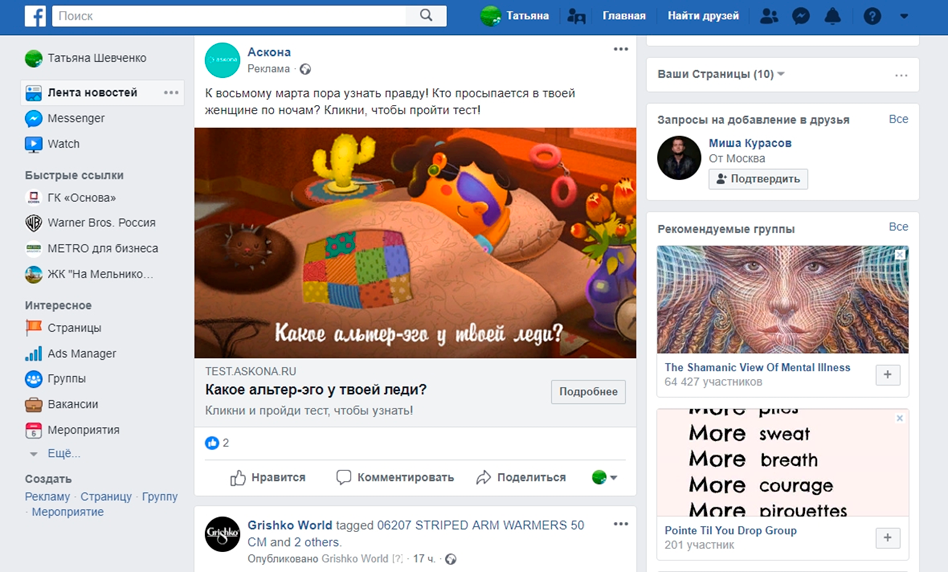 Поиск
Татьяна
Главная
Найти друзей
Татьяна Шевченко
Лента новостей
Messenger
Watch
Быстрые ссылки
ГК «Основа»
Warner Bros. Россия
METRO для бизнеса
ЖК "На Мельнико...
Интересное
Страницы
Ads Manager
Группы
Вакансии
6
Мероприятия
Ещё...
Создать
Рекламу · Страницу · Группу
· Мероприятие
ASKONA
Аскона
Реклама ·
К восьмому марта пора узнать правду! Кто просыпается в твоей
женщине по ночам? Кликни, чтобы пройти тест!
Какое альтер-эго у твоей леди?
TEST.ASKONA.RU
Какое альтер-эго у твоей леди?
Кликни и пройди тест, чтобы узнать!
Подробнее
2
Нравится
Комментировать
Поделиться
Grishko
Grishko World tagged 06207 STRIPED ARM WARMERS 50
CM and 2 others.
Опубликовано Grishko World [?] · 17 ч. ·
Ваши Страницы (10)
Запросы на добавление в друзья
Все
Миша Курасов
От Москва
Подтвердить
Рекомендуемые группы
Все
The Shamanic View Of Mental Illness
64 427 участников
More pliés
More sweat
More breath
More courage
More pirouettes
Pointe Til You Drop Group
201 участник